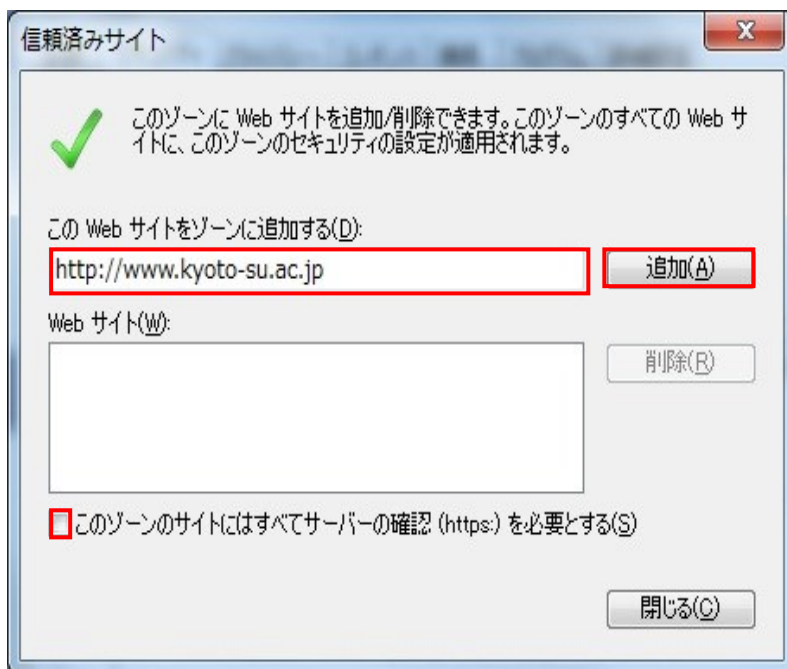 信頼済みサイト
このゾーンに Web サイトを追加/削除できます。このゾーンのすべての Web サ
イトに、このゾーンのセキュリティの設定が適用されます。
この Web サイトをゾーンに追加する(D):
http://www.kyoto-su.ac.jp
追加(A)
Web サイト(W):
削除(R)
このゾーンのサイトにはすべてサーバーの確認 (https:) を必要とする(S)
閉じる(C)